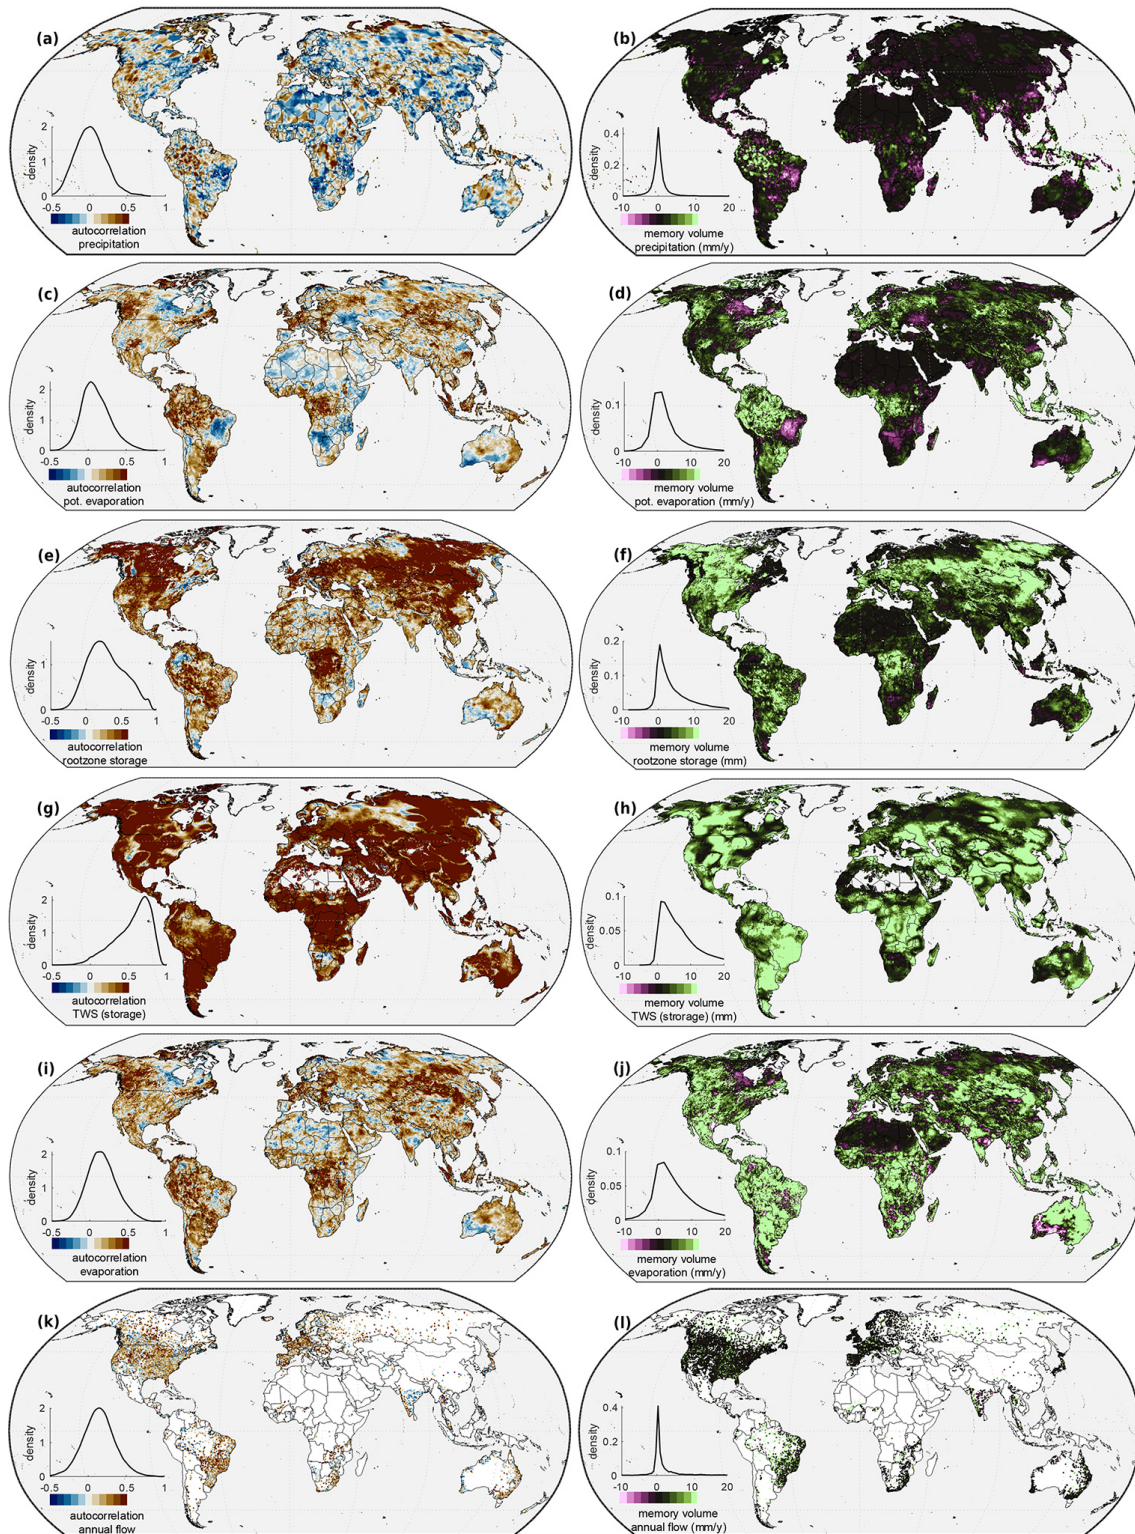 (a)
2
1
0
density
-0.5
0
0.5
1
autocorrelation
precipitation
(b)
0.4
0.2
0
density
-10
0
10
20
memory volume
precipitation (mm/y)
(c)
2
1
0
density
-0.5
0
0.5
1
autocorrelation
pot. evaporation
(d)
0.1
0
density
-10
0
10
20
memory volume
pot. evaporation (mm/y)
(e)
1
0
density
-0.5
0
0.5
1
autocorrelation
rootzone storage
(f)
0.2
0.1
0
density
-10
0
10
20
memory volume
rootzone storage (mm)
(g)
2
1
0
density
-0.5
0
0.5
1
autocorrelation
TWS (storage)
(h)
0.1
0.05
0
density
-10
0
10
20
memory volume
TWS (strorage) (mm)
(i)
2
1
0
density
-0.5
0
0.5
1
autocorrelation
evaporation
(j)
0.1
0.05
0
density
-10
0
10
20
memory volume
evaporation (mm/y)
(k)
2
1
0
density
-0.5
0
0.5
1
autocorrelation
annual flow
(l)
0.4
0.2
0
density
-10
0
10
20
memory volume
annual flow (mm/y)